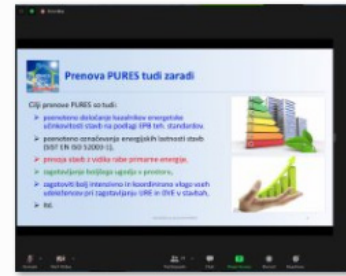 Prenova PURES tudi zaradi
Cilji prenove PURES so tudi:
poenoteno določanje kazalnikov energetske
učinkovitosti stavb na podlagi EPB teh. standardov,
poenoteno označevanje energijskih lastnosti stavb
(SIST EN ISO 52000-1),
presoja stavb z vidika rabe primarne energije,
zagotavljanje boljšega ugodja v prostoru,
zagotoviti bolj intenzivno in koordinirano vlogo vseh
udeležencev pri zagotavljanju URE in OVE v stavbah,
itd.